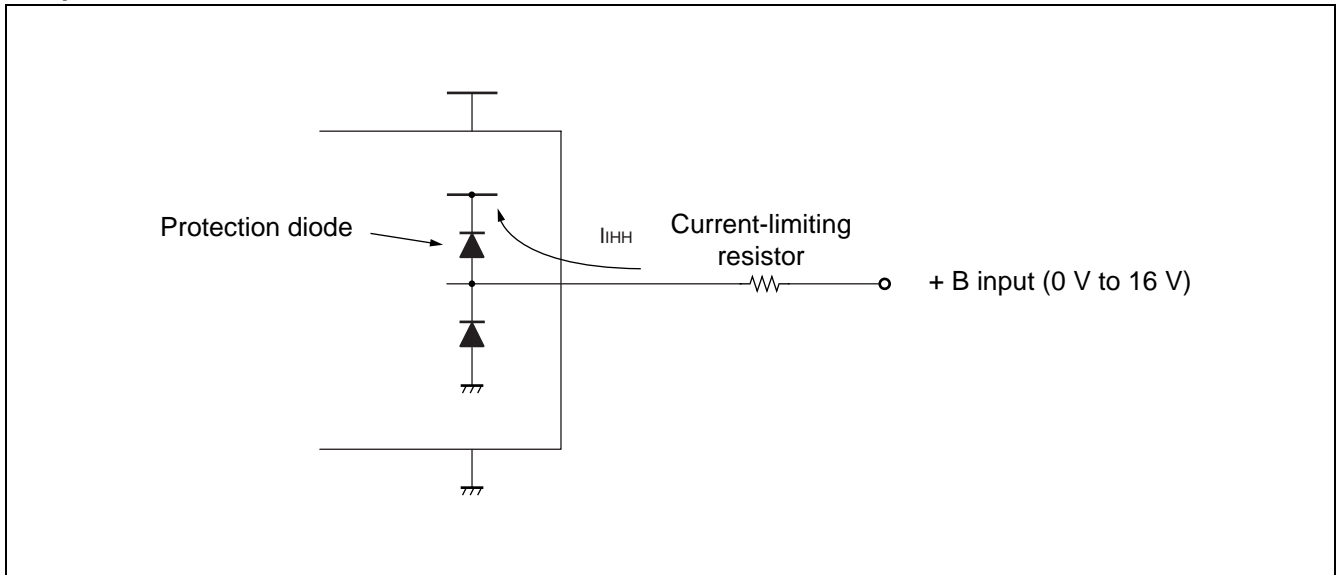 Protection diode
IIHH
Current-limiting
resistor
+ B input (0 V to 16 V)